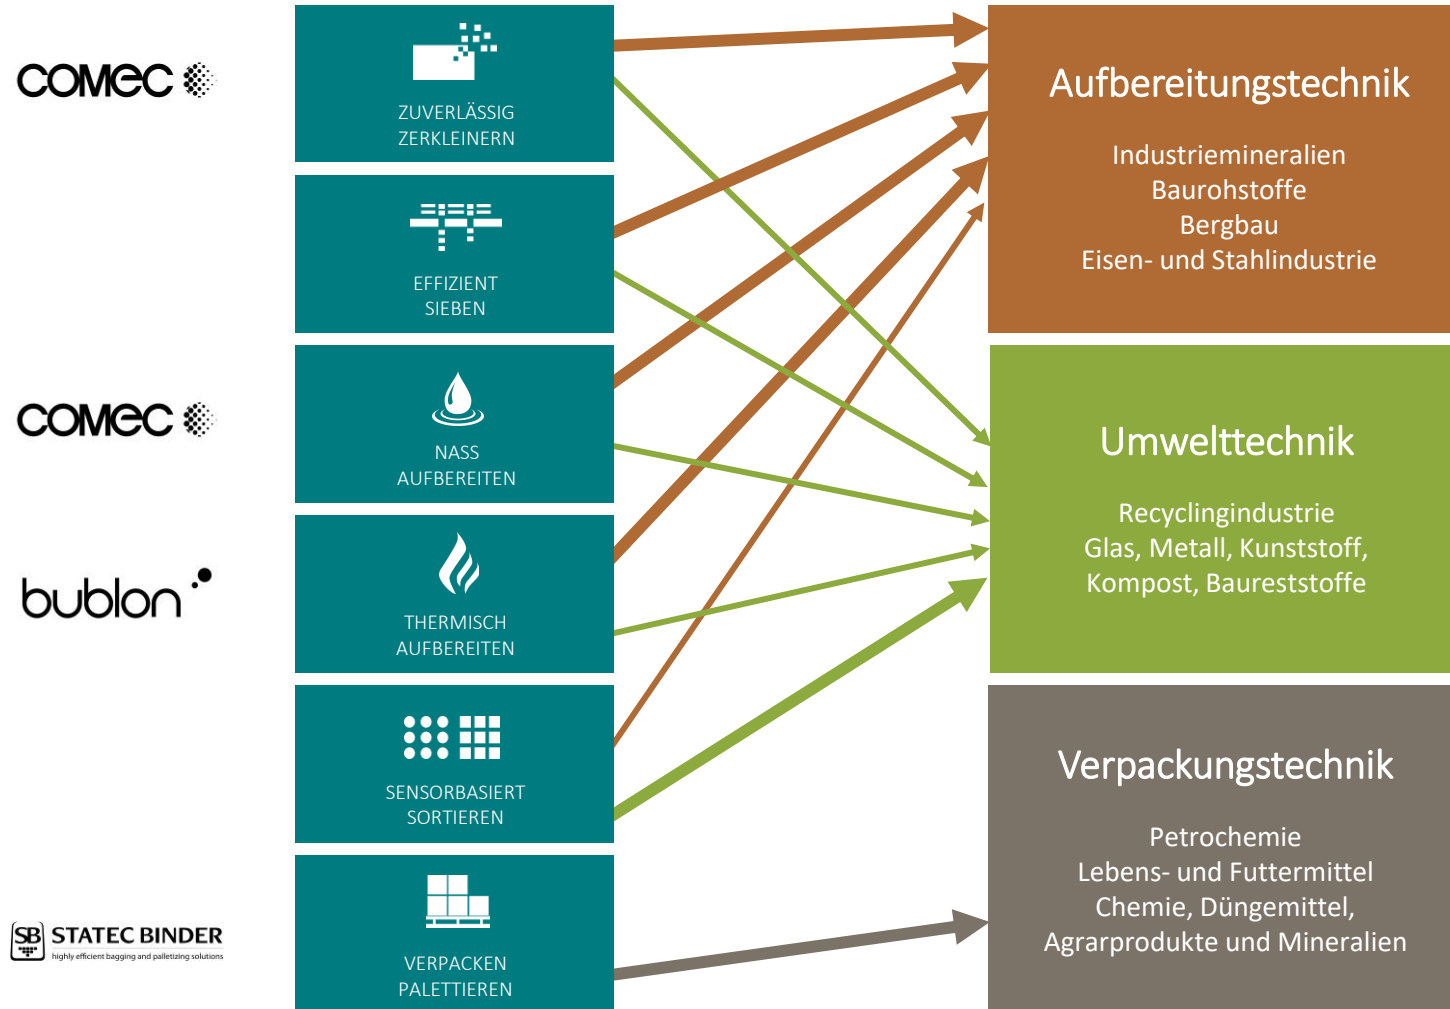 comec
ZUVERLÄSSIG
ZERKLEINERN
EFFIZIENT
SIEBEN
comec
NASS
AUFBEREITEN
bublon
THERMISCH
AUFBEREITEN
SENSORBASIERT
SORTIEREN
SB STATEC BINDER
highly efficient bagging and palletizing solutions
VERPACKEN
PALETTIEREN
Aufbereitungstechnik
Industriemineralien
Baurohstoffe
Bergbau
Eisen- und Stahlindustrie
Umwelttechnik
Recyclingindustrie
Glas, Metall, Kunststoff,
Kompost, Baureststoffe
Verpackungstechnik
Petrochemie
Lebens- und Futtermittel
Chemie, Düngemittel,
Agrarprodukte und Mineralien